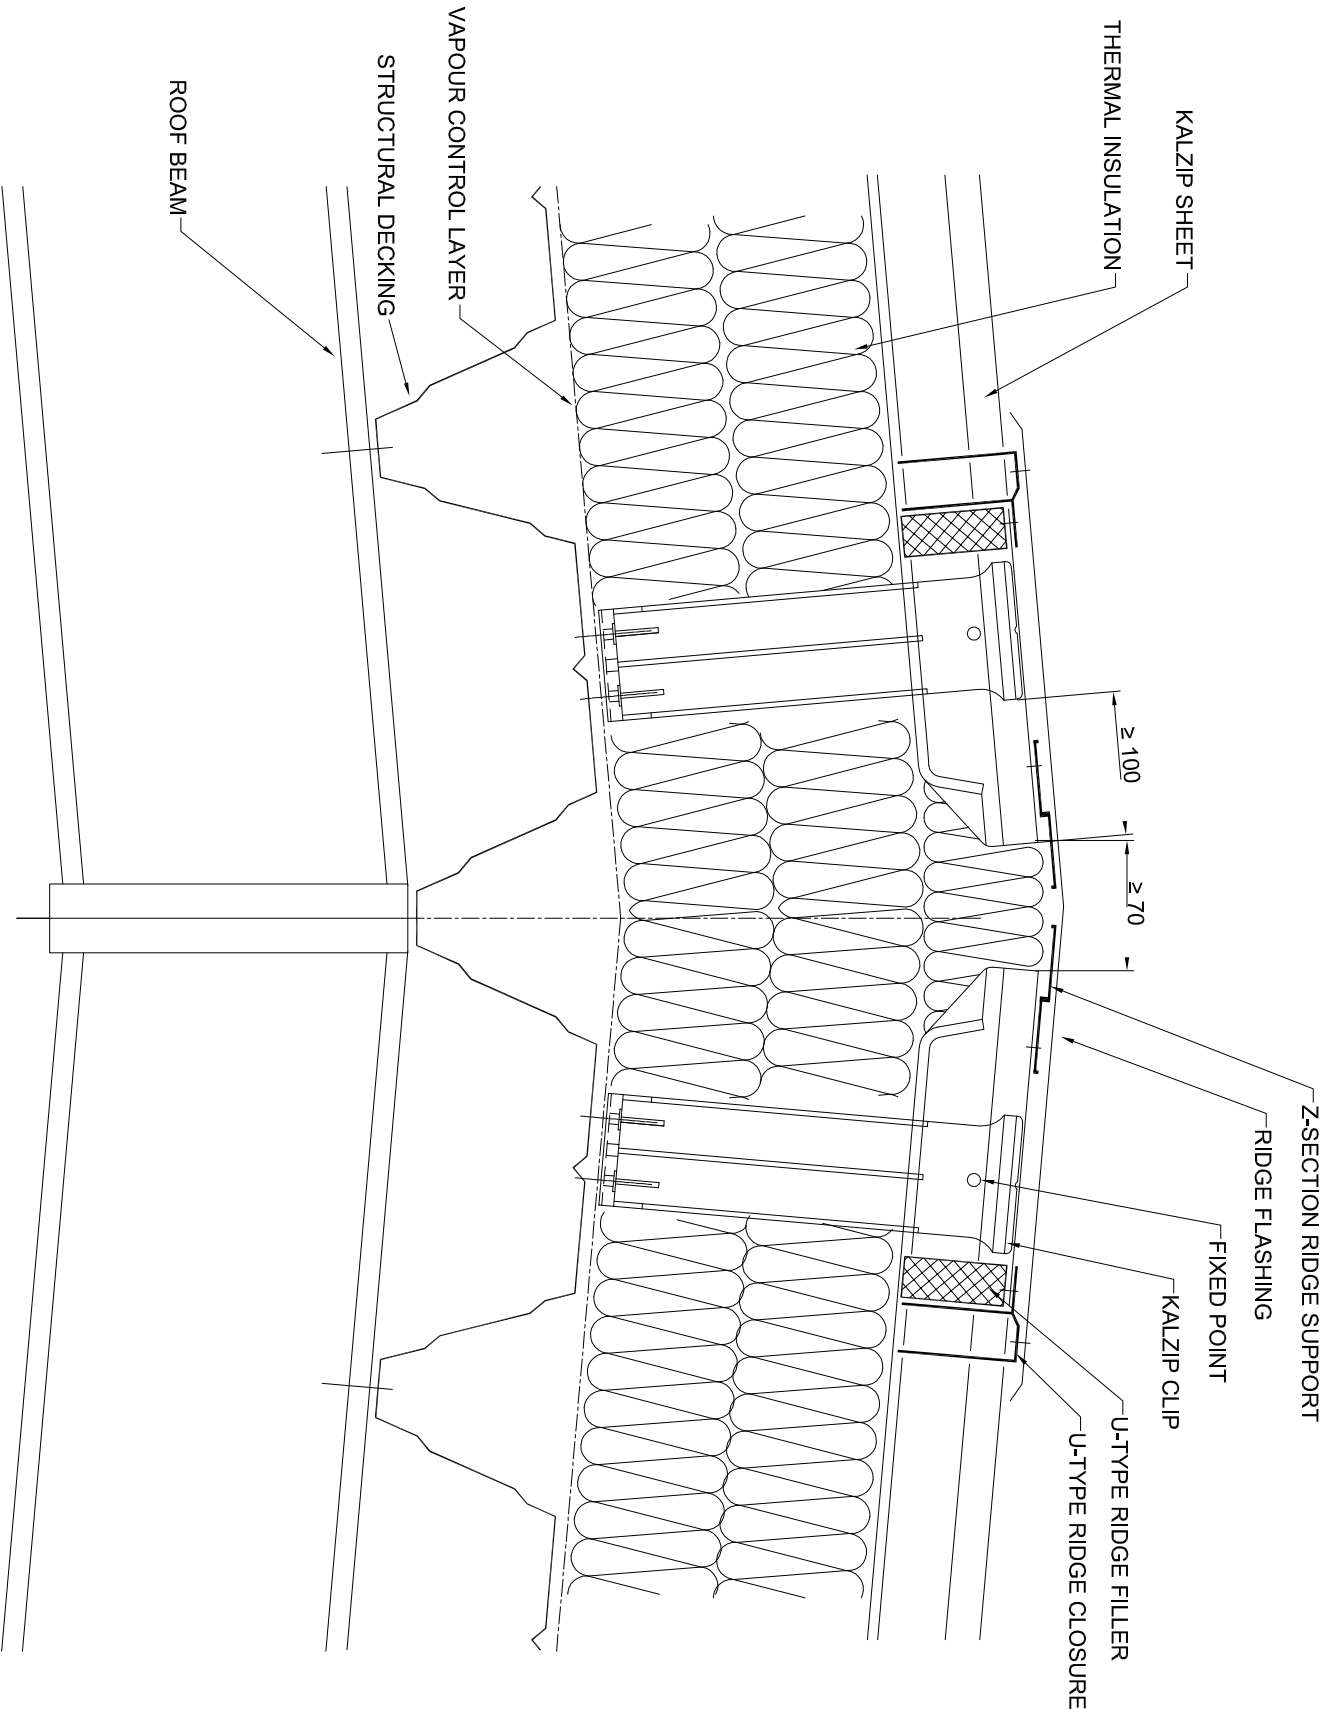 Z-SECTION RIDGE SUPPORT
RIDGE FLASHING
FIXED POINT
KALZIP SHEET
KALZIP CLIP
THERMAL INSULATION
U-TYPE RIDGE FILLER
U-TYPE RIDGE CLOSURE
≥ 100
≥ 70
VAPOUR CONTROL LAYER
STRUCTURAL DECKING
ROOF BEAM